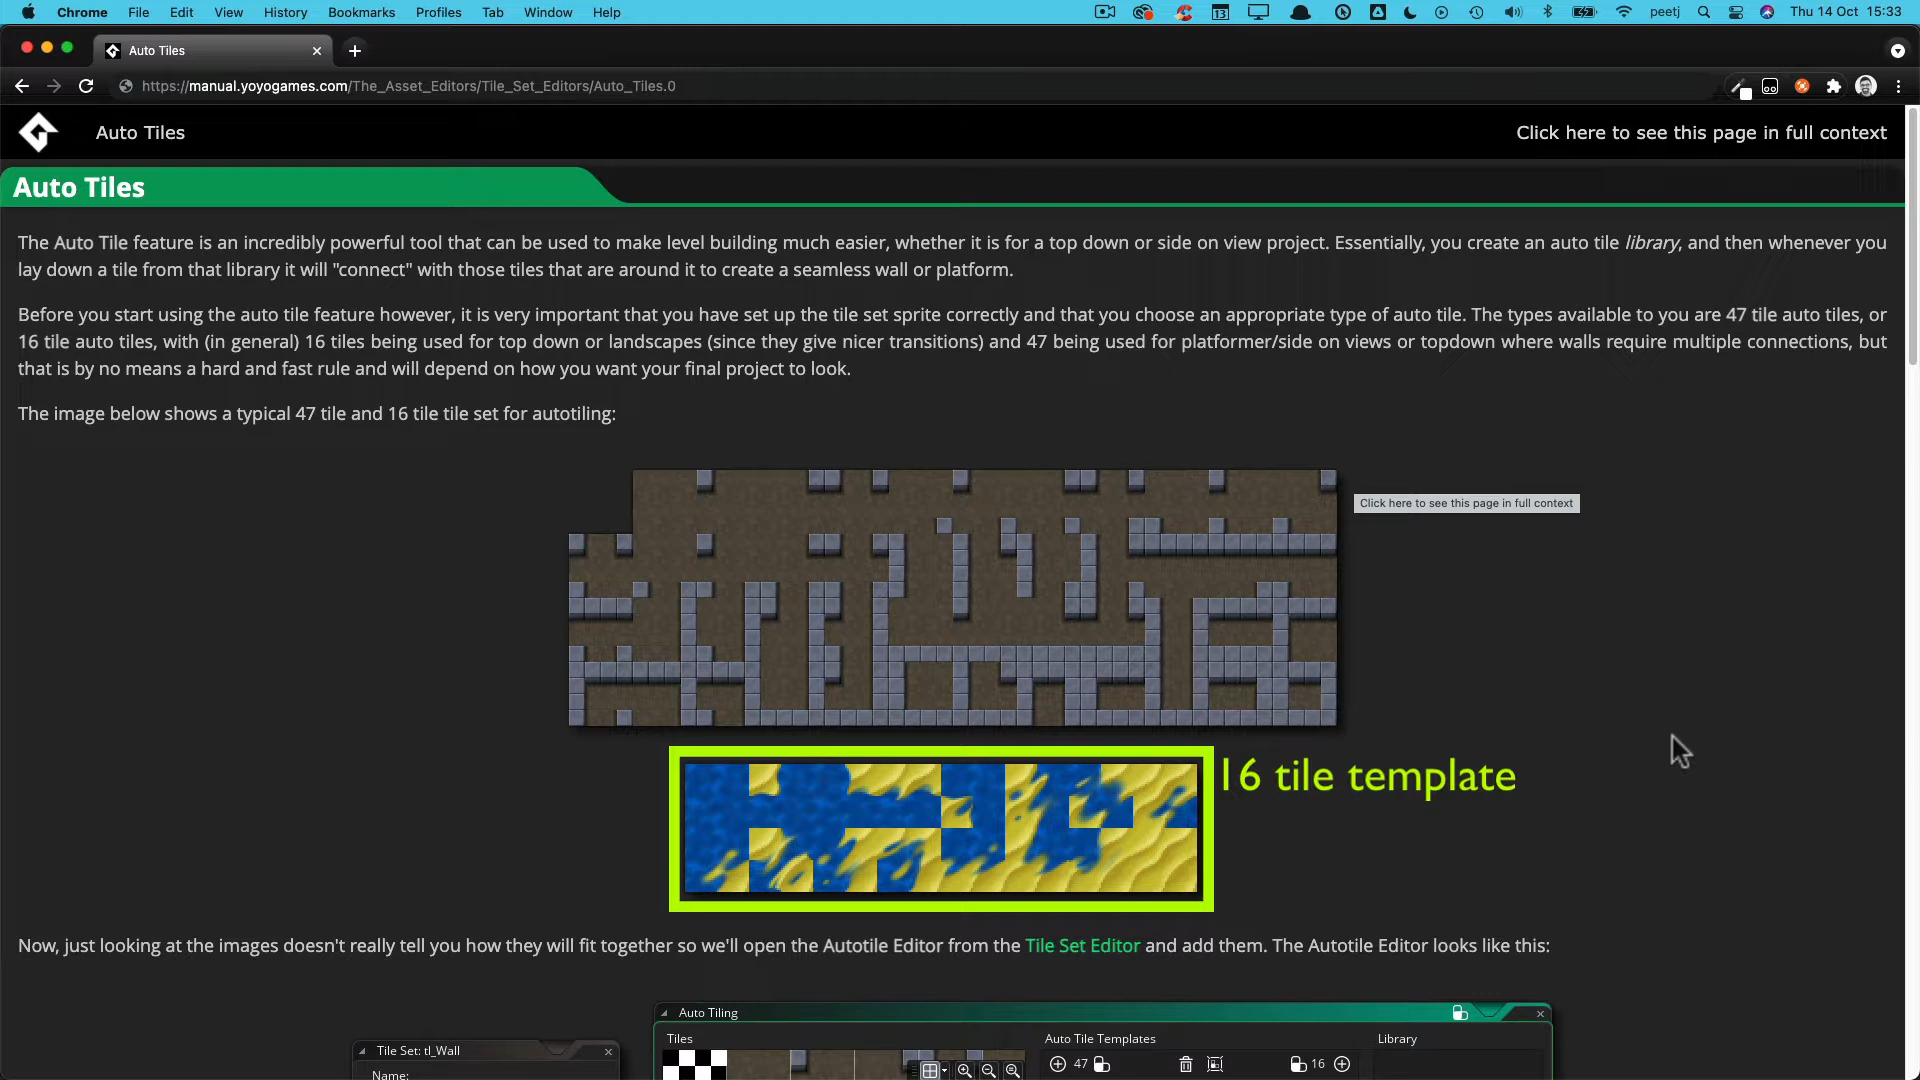 Chrome File Edit View History Bookmarks Profiles Tab Window Help
13 peetj Thu 14 Oct 15:33
Auto Tiles
https://manual.yoyogames.com/The_Asset_Editors/Tile_Set_Editors/Auto_Tiles.0
Auto Tiles
Click here to see this page in full context
Auto Tiles
The Auto Tile feature is an incredibly powerful tool that can be used to make level building much easier, whether it is for a top down or side on view project. Essentially, you create an auto tile library, and then whenever you
lay down a tile from that library it will "connect" with those tiles that are around it to create a seamless wall or platform.
Before you start using the auto tile feature however, it is very important that you have set up the tile set sprite correctly and that you choose an appropriate type of auto tile. The types available to you are 47 tile auto tiles, or
16 tile auto tiles, with (in general) 16 tiles being used for top down or landscapes (since they give nicer transitions) and 47 being used for platformer/side on views or topdown where walls require multiple connections, but
that is by no means a hard and fast rule and will depend on how you want your final project to look.
The image below shows a typical 47 tile and 16 tile tile set for autotiling:
Click here to see this page in full context
16 tile template
Now, just looking at the images doesn't really tell you how they will fit together so we'll open the Autotile Editor from the Tile Set Editor and add them. The Autotile Editor looks like this:
Auto Tiling
Tiles
Auto Tile Templates
Library
Tile Set: tl_Wall
47
16
Name: